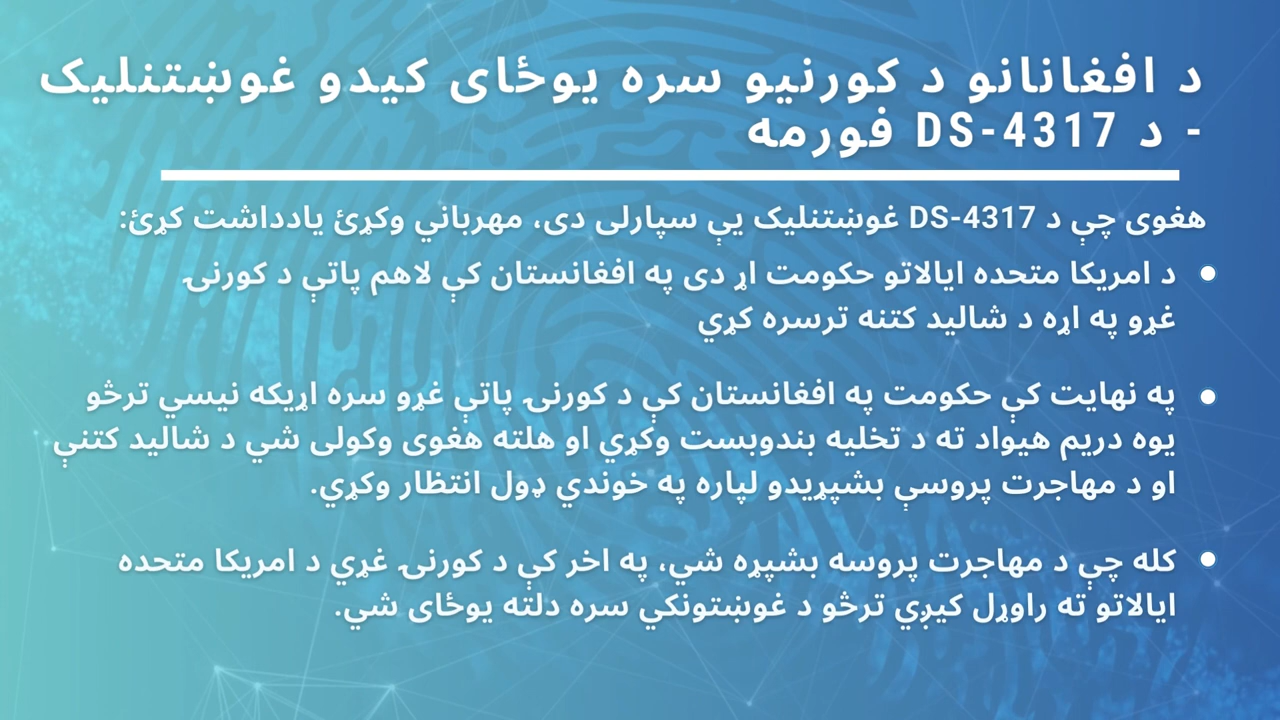 د افغانانو د کورنیو سره یوځای کیدو غوښتنلیک
- د DS-4317 فورمه
هغوی چې د DS-4317 غوښتنلیک یې سپارلی دی، مهرباني وکړئ یادداشت کړئ:
د امریکا متحده ایالاتو حکومت اړ دی په افغانستان کې لاهم پاتې د کورنۍ
غړو په اړه د شالید کتنه ترسره کړي
په نهایت کې حکومت په افغانستان کې د کورنۍ پاتې غړو سره اړیکه نیسي ترڅو
یوه دریم هیواد ته د تخلیه بندوبست وکړي او هلته هغوی وکولی شي د شالید کتنې
او د مهاجرت پروسې بشپړیدو لپاره په خوندي ډول انتظار وکړي.
کله چې د مهاجرت پروسه بشپړه شي، په اخر کې د کورنۍ غړي د امریکا متحده
ایالاتو ته راوړل کیږي ترڅو د غوښتونکي سره دلته یوځای شي.